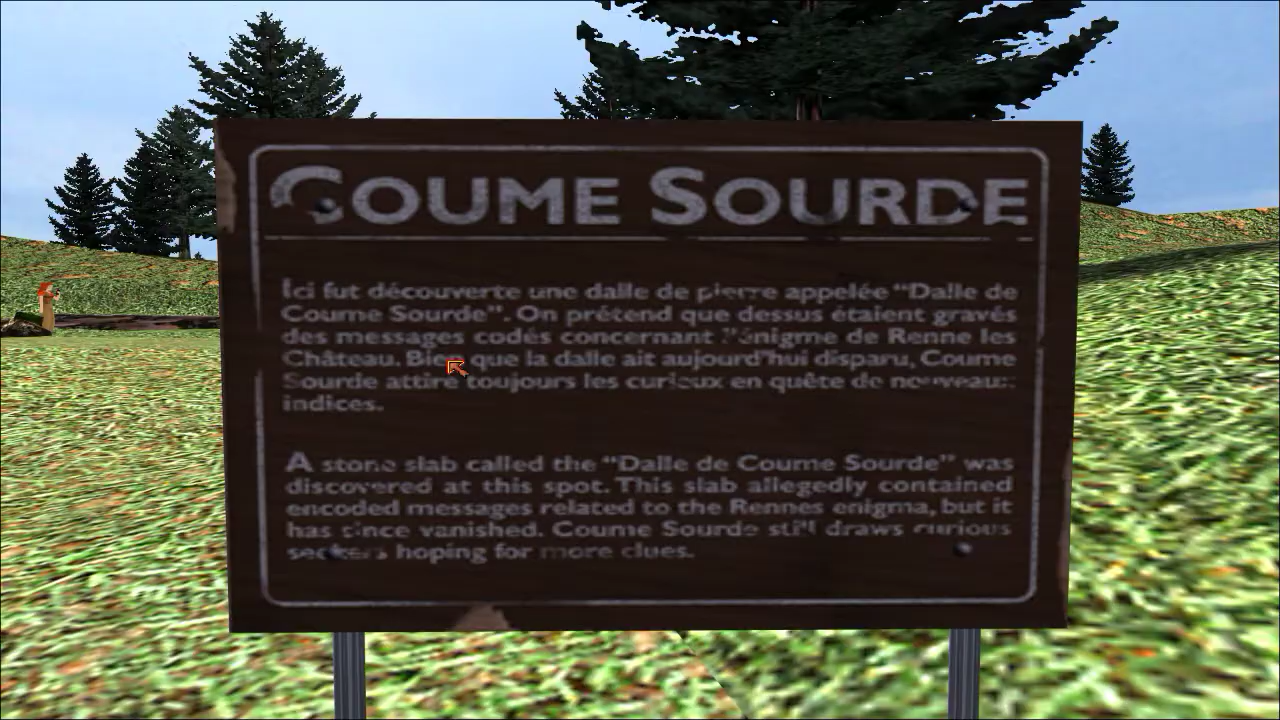 COUME SOURDE
Ici fut découverte une dalle de pierre appelée “Dalle de
Coume Sourde”. On prétend que dessus étaient gravés
des messages codés concernant l'énigme de Renne les
Château. Bien que la dalle ait aujourd'hui disparu, Coume
Sourde attire toujours les curieux en quête de nouveaux
indices.
A stone slab called the “Dalle de Coume Sourde” was
discovered at this spot. This slab allegedly contained
encoded messages related to the Rennes enigma, but it
has since vanished. Coume Sourde still draws curious
seekers hoping for more clues.